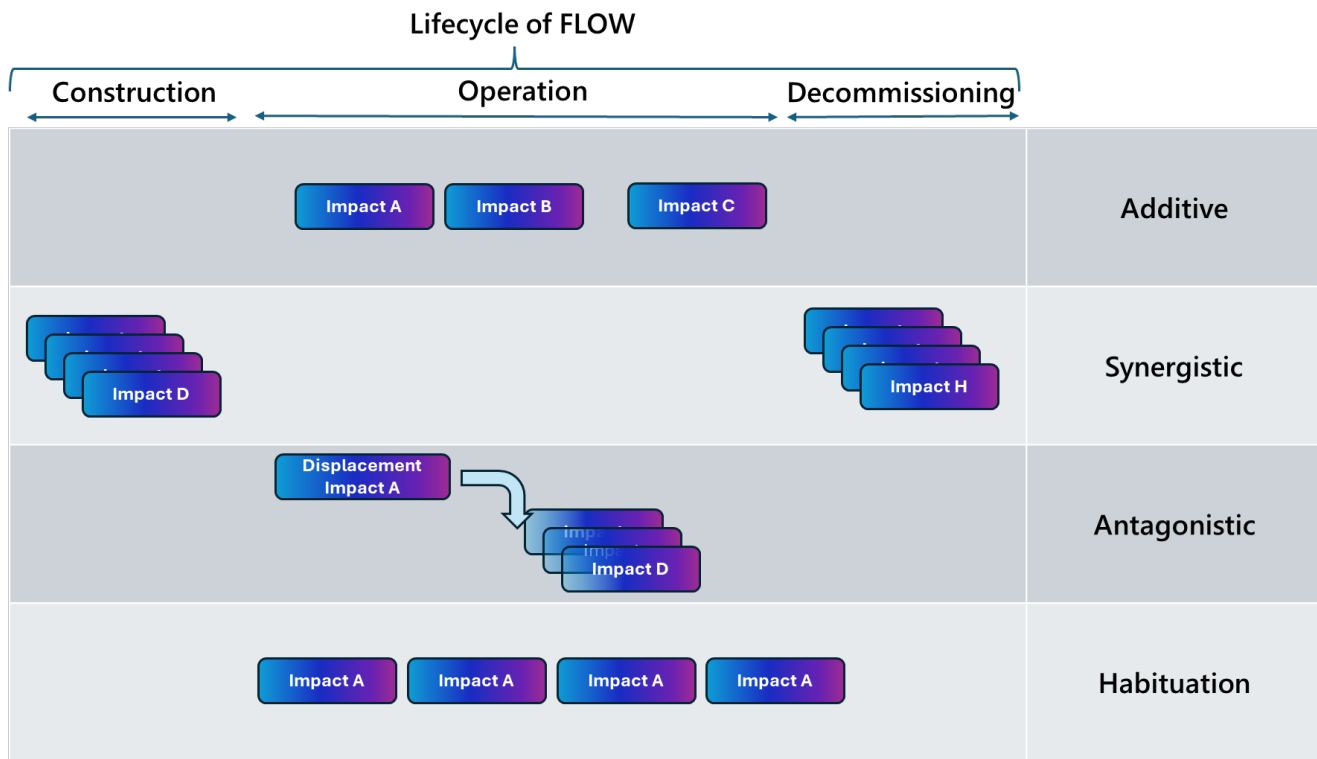 Lifecycle of FLOW
Construction
Operation
Decommissioning
Impact A
Impact B
Impact C
Additive
Impact D
Impact H
Synergistic
Displacement
Impact A
Impact D
Antagonistic
Impact A
Impact A
Impact A
Impact A
Habituation